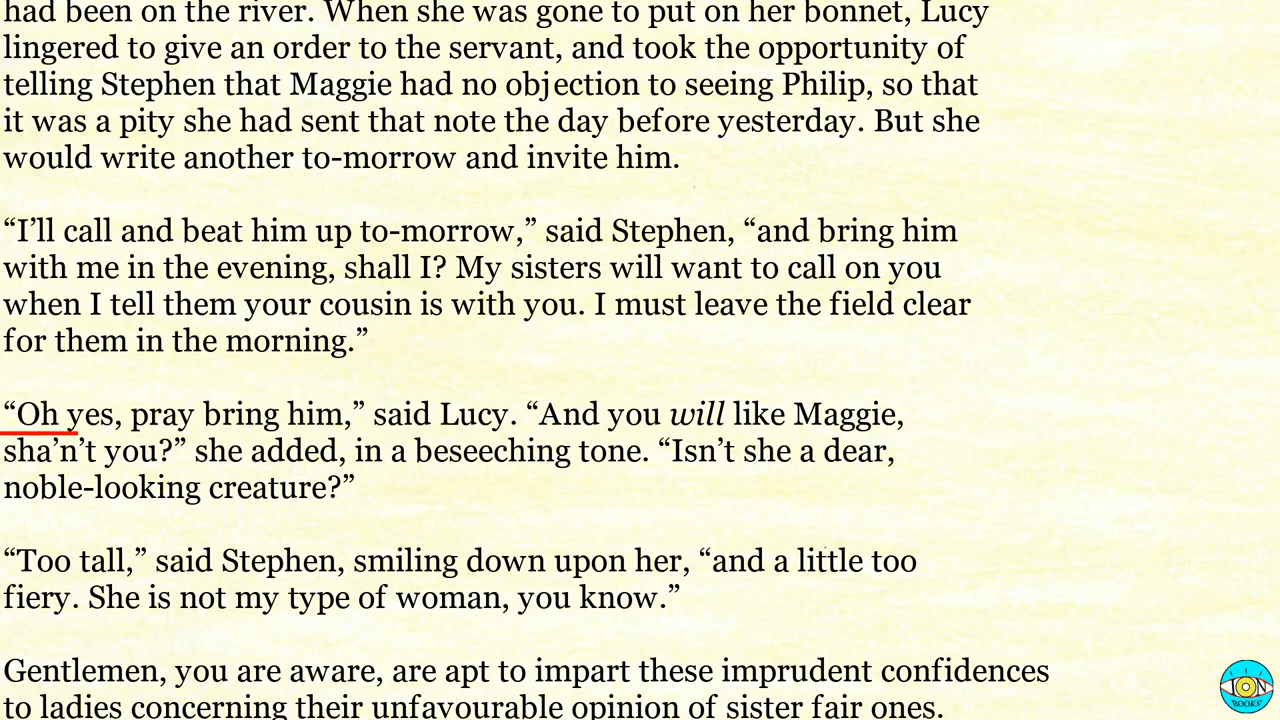 had been on the river. When she was gone to put on her bonnet, Lucy
lingered to give an order to the servant, and took the opportunity of
telling Stephen that Maggie had no objection to seeing Philip, so that
it was a pity she had sent that note the day before yesterday. But she
would write another to-morrow and invite him.
“I’ll call and beat him up to-morrow,” said Stephen, “and bring him
with me in the evening, shall I? My sisters will want to call on you
when I tell them your cousin is with you. I must leave the field clear
for them in the morning.”
“Oh yes, pray bring him,” said Lucy. “And you will like Maggie,
sha’n’t you?” she added, in a beseeching tone. “Isn’t she a dear,
noble-looking creature?”
“Too tall,” said Stephen, smiling down upon her, “and a little too
fiery. She is not my type of woman, you know.”
Gentlemen, you are aware, are apt to impart these imprudent confidences
to ladies concerning their unfavourable opinion of sister fair ones.
ION
BOOKS